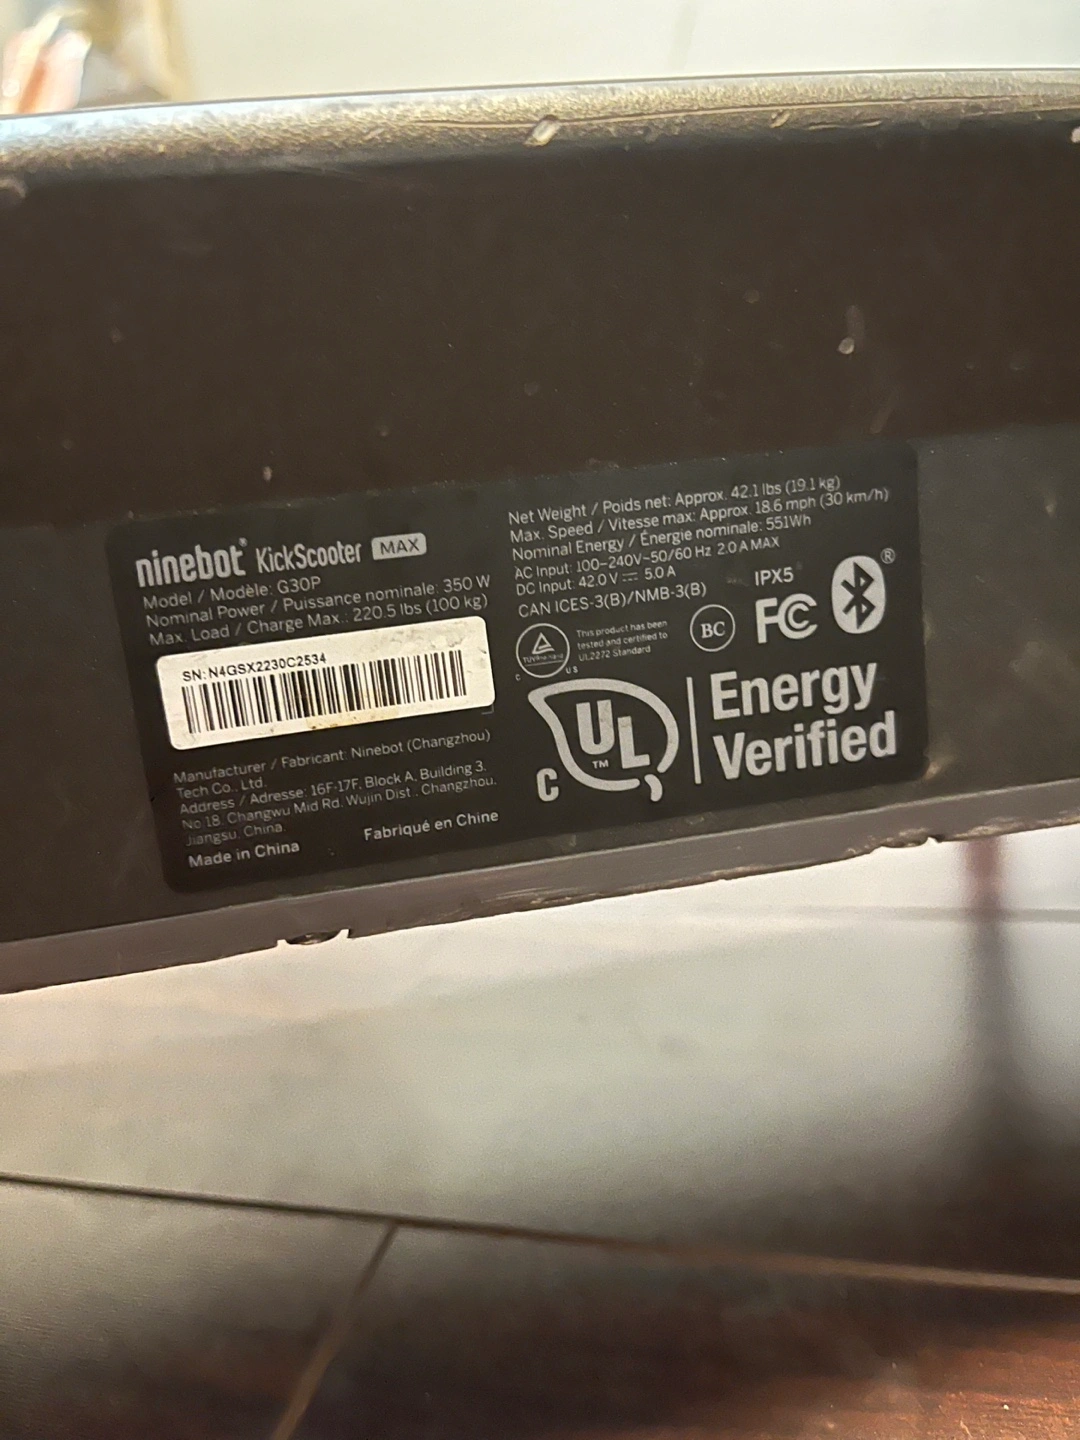 ninebot® KickScooter MAX
Model / Modèle: G30P
Nominal Power / Puissance nominale: 350 W
Max. Load / Charge Max.: 220.5 lbs (100 kg)
SN: N4GSX2230C2534
Manufacturer / Fabricant: Ninebot (Changzhou)
Tech Co., Ltd.
Address / Adresse: 16F-17F, Block A, Building 3,
No 18, Changwu Mid Rd, Wujin Dist., Changzhou,
Jiangsu, China.
Made in China
Fabriqué en Chine
Net Weight / Poids net: Approx. 42.1 lbs (19.1 kg)
Max. Speed / Vitesse max: Approx. 18.6 mph (30 km/h)
Nominal Energy / Énergie nominale: 551Wh
AC Input: 100-240V~50/60 Hz 2.0 A MAX
DC Input: 42.0 V ⎓ 5.0 A
CAN ICES-3(B)/NMB-3(B)
IPX5
C US
This product has been
tested and certified to
UL2272 Standard
BC
FC
®
C UL ™
Energy
Verified